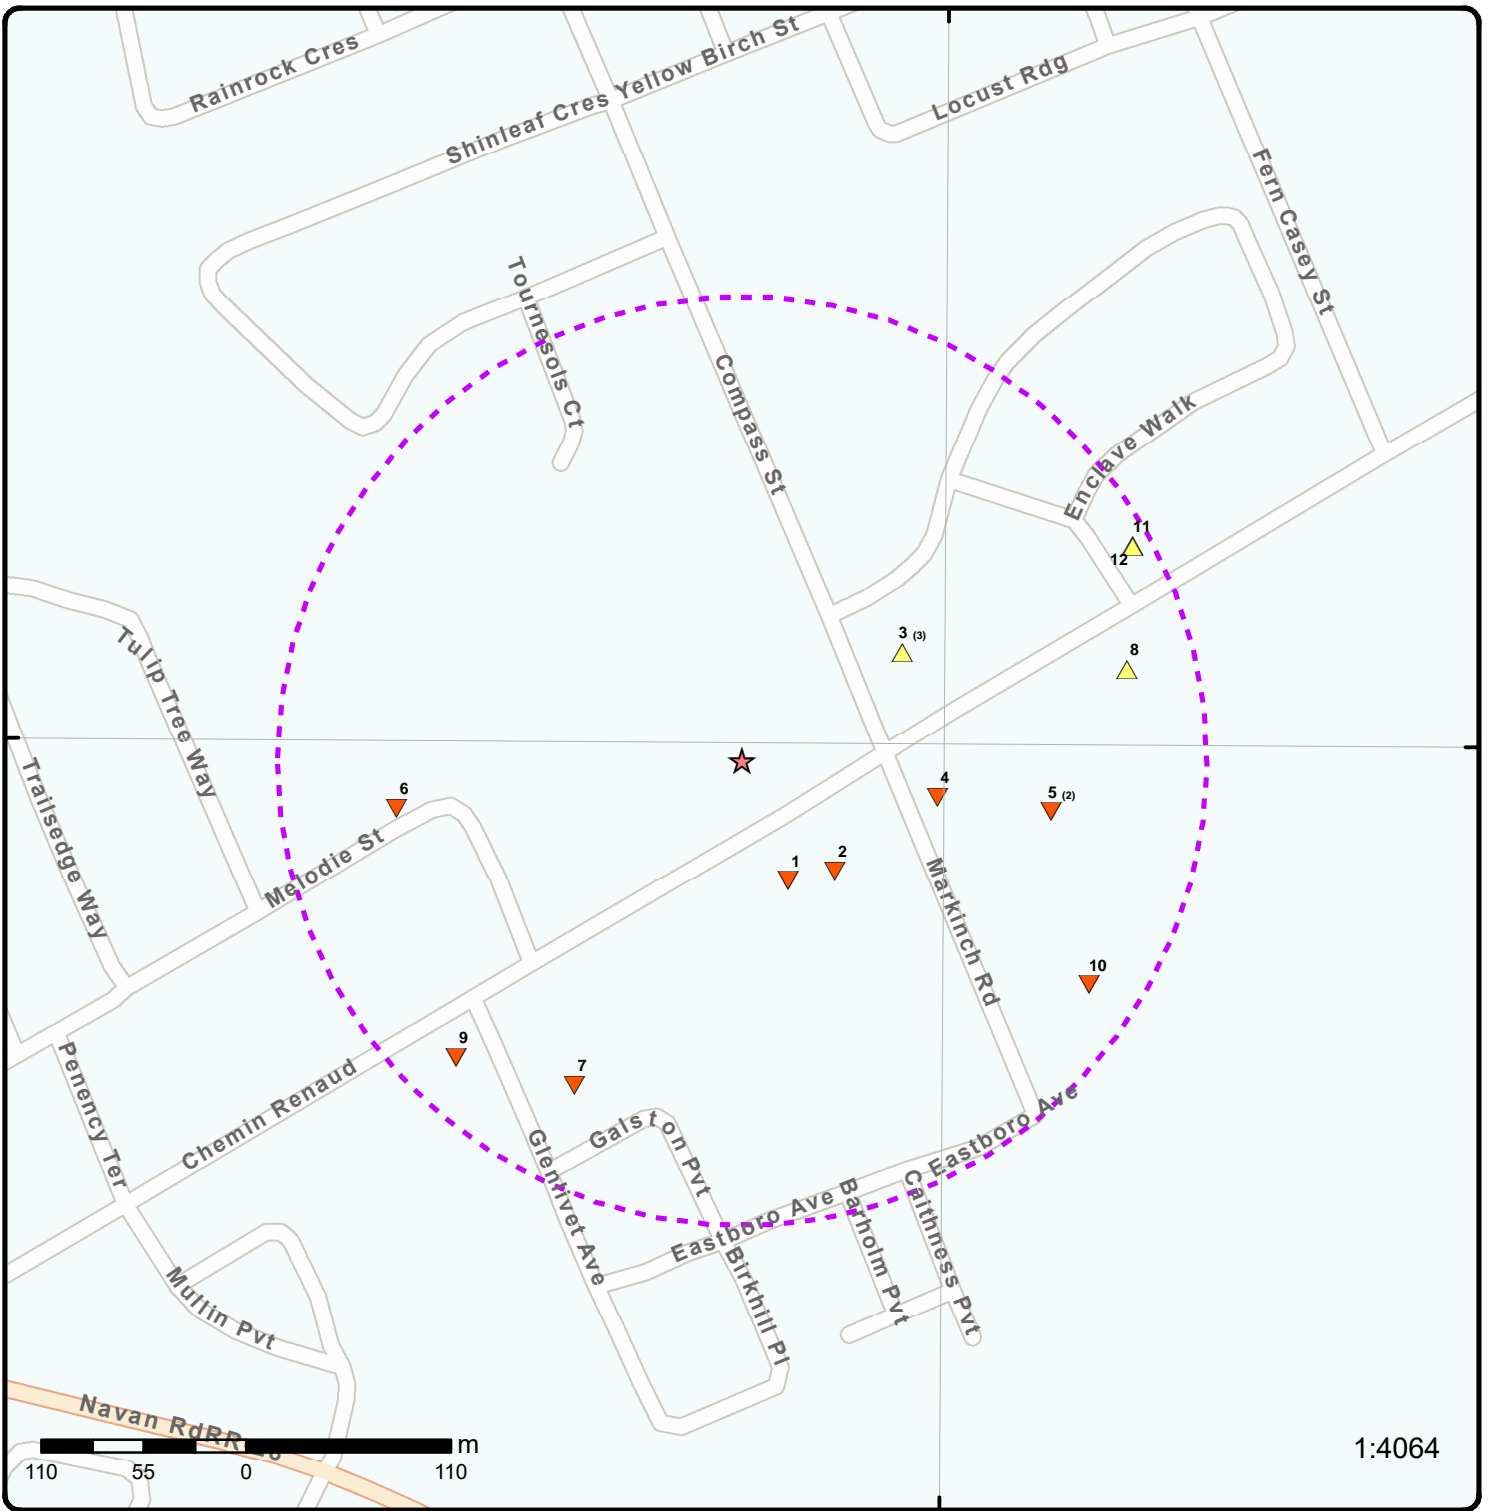 Rainrock Cres
Shinleaf Cres
Yellow Birch St
Locust Rdg
Fern Casey St
Tournesols Ct
Compass St
Enclave Walk
11
12
3 (3)
8
Tulip Tree Way
Trailsedge Way
6
4
5 (2)
Melodie St
1
2
Markinch Rd
10
9
7
Penency Ter
Chemin Renaud
Galston Pvt
Glenlivet Ave
Eastboro Ave
Eastboro Ave
Barholm Pvt
Caithness Pvt
Birkhill Pl
Mullin Pvt
Navan Rd
m
110
55
0
110
1:4064